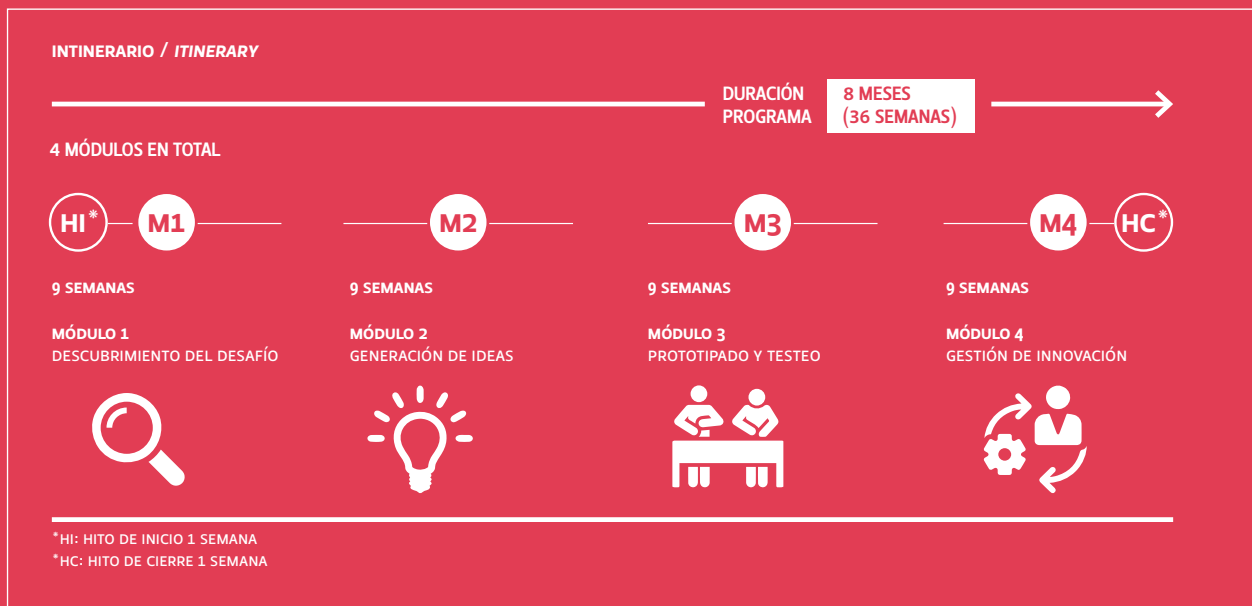 INTINERARIO / ITINERARY
DURACIÓN PROGRAMA
8 MESES (36 SEMANAS)
4 MÓDULOS EN TOTAL
HI* M1 M2 M3 M4 HC*
9 SEMANAS
MÓDULO 1
DESCUBRIMIENTO DEL DESAFÍO
9 SEMANAS
MÓDULO 2
GENERACIÓN DE IDEAS
9 SEMANAS
MÓDULO 3
PROTOTIPADO Y TESTEO
9 SEMANAS
MÓDULO 4
GESTIÓN DE INNOVACIÓN
*HI: HITO DE INICIO 1 SEMANA
*HC: HITO DE CIERRE 1 SEMANA